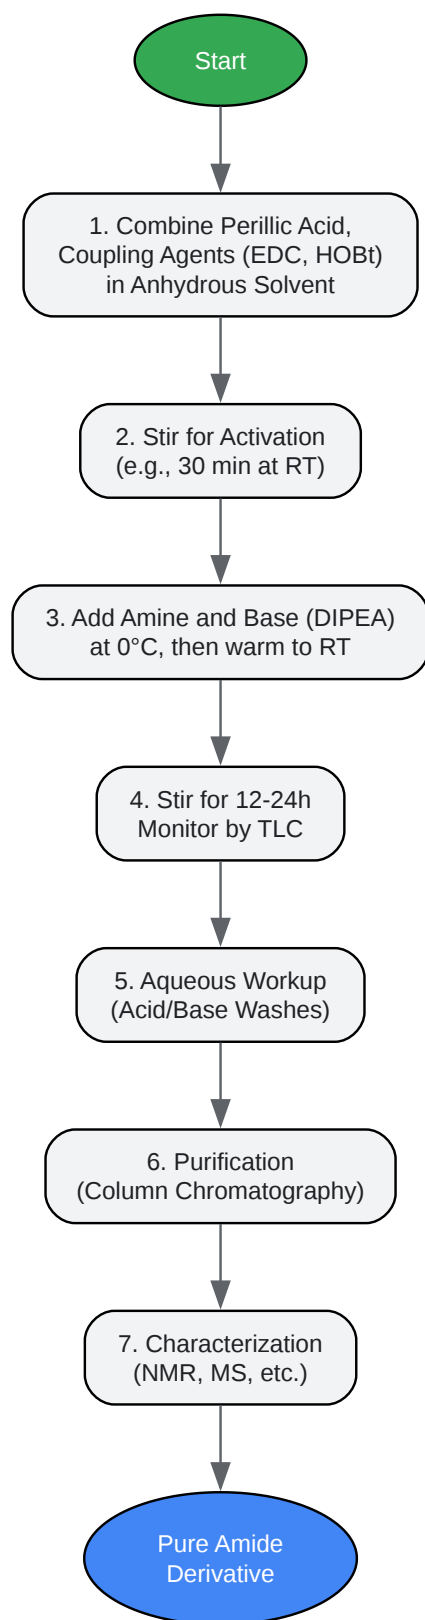 Start
1. Combine Perillic Acid,
Coupling Agents (EDC, HOBt)
in Anhydrous Solvent
2. Stir for Activation
(e.g., 30 min at RT)
3. Add Amine and Base (DIPEA)
at 0°C, then warm to RT
4. Stir for 12-24h
Monitor by TLC
5. Aqueous Workup
(Acid/Base Washes)
6. Purification
(Column Chromatography)
7. Characterization
(NMR, MS, etc.)
Pure Amide
Derivative